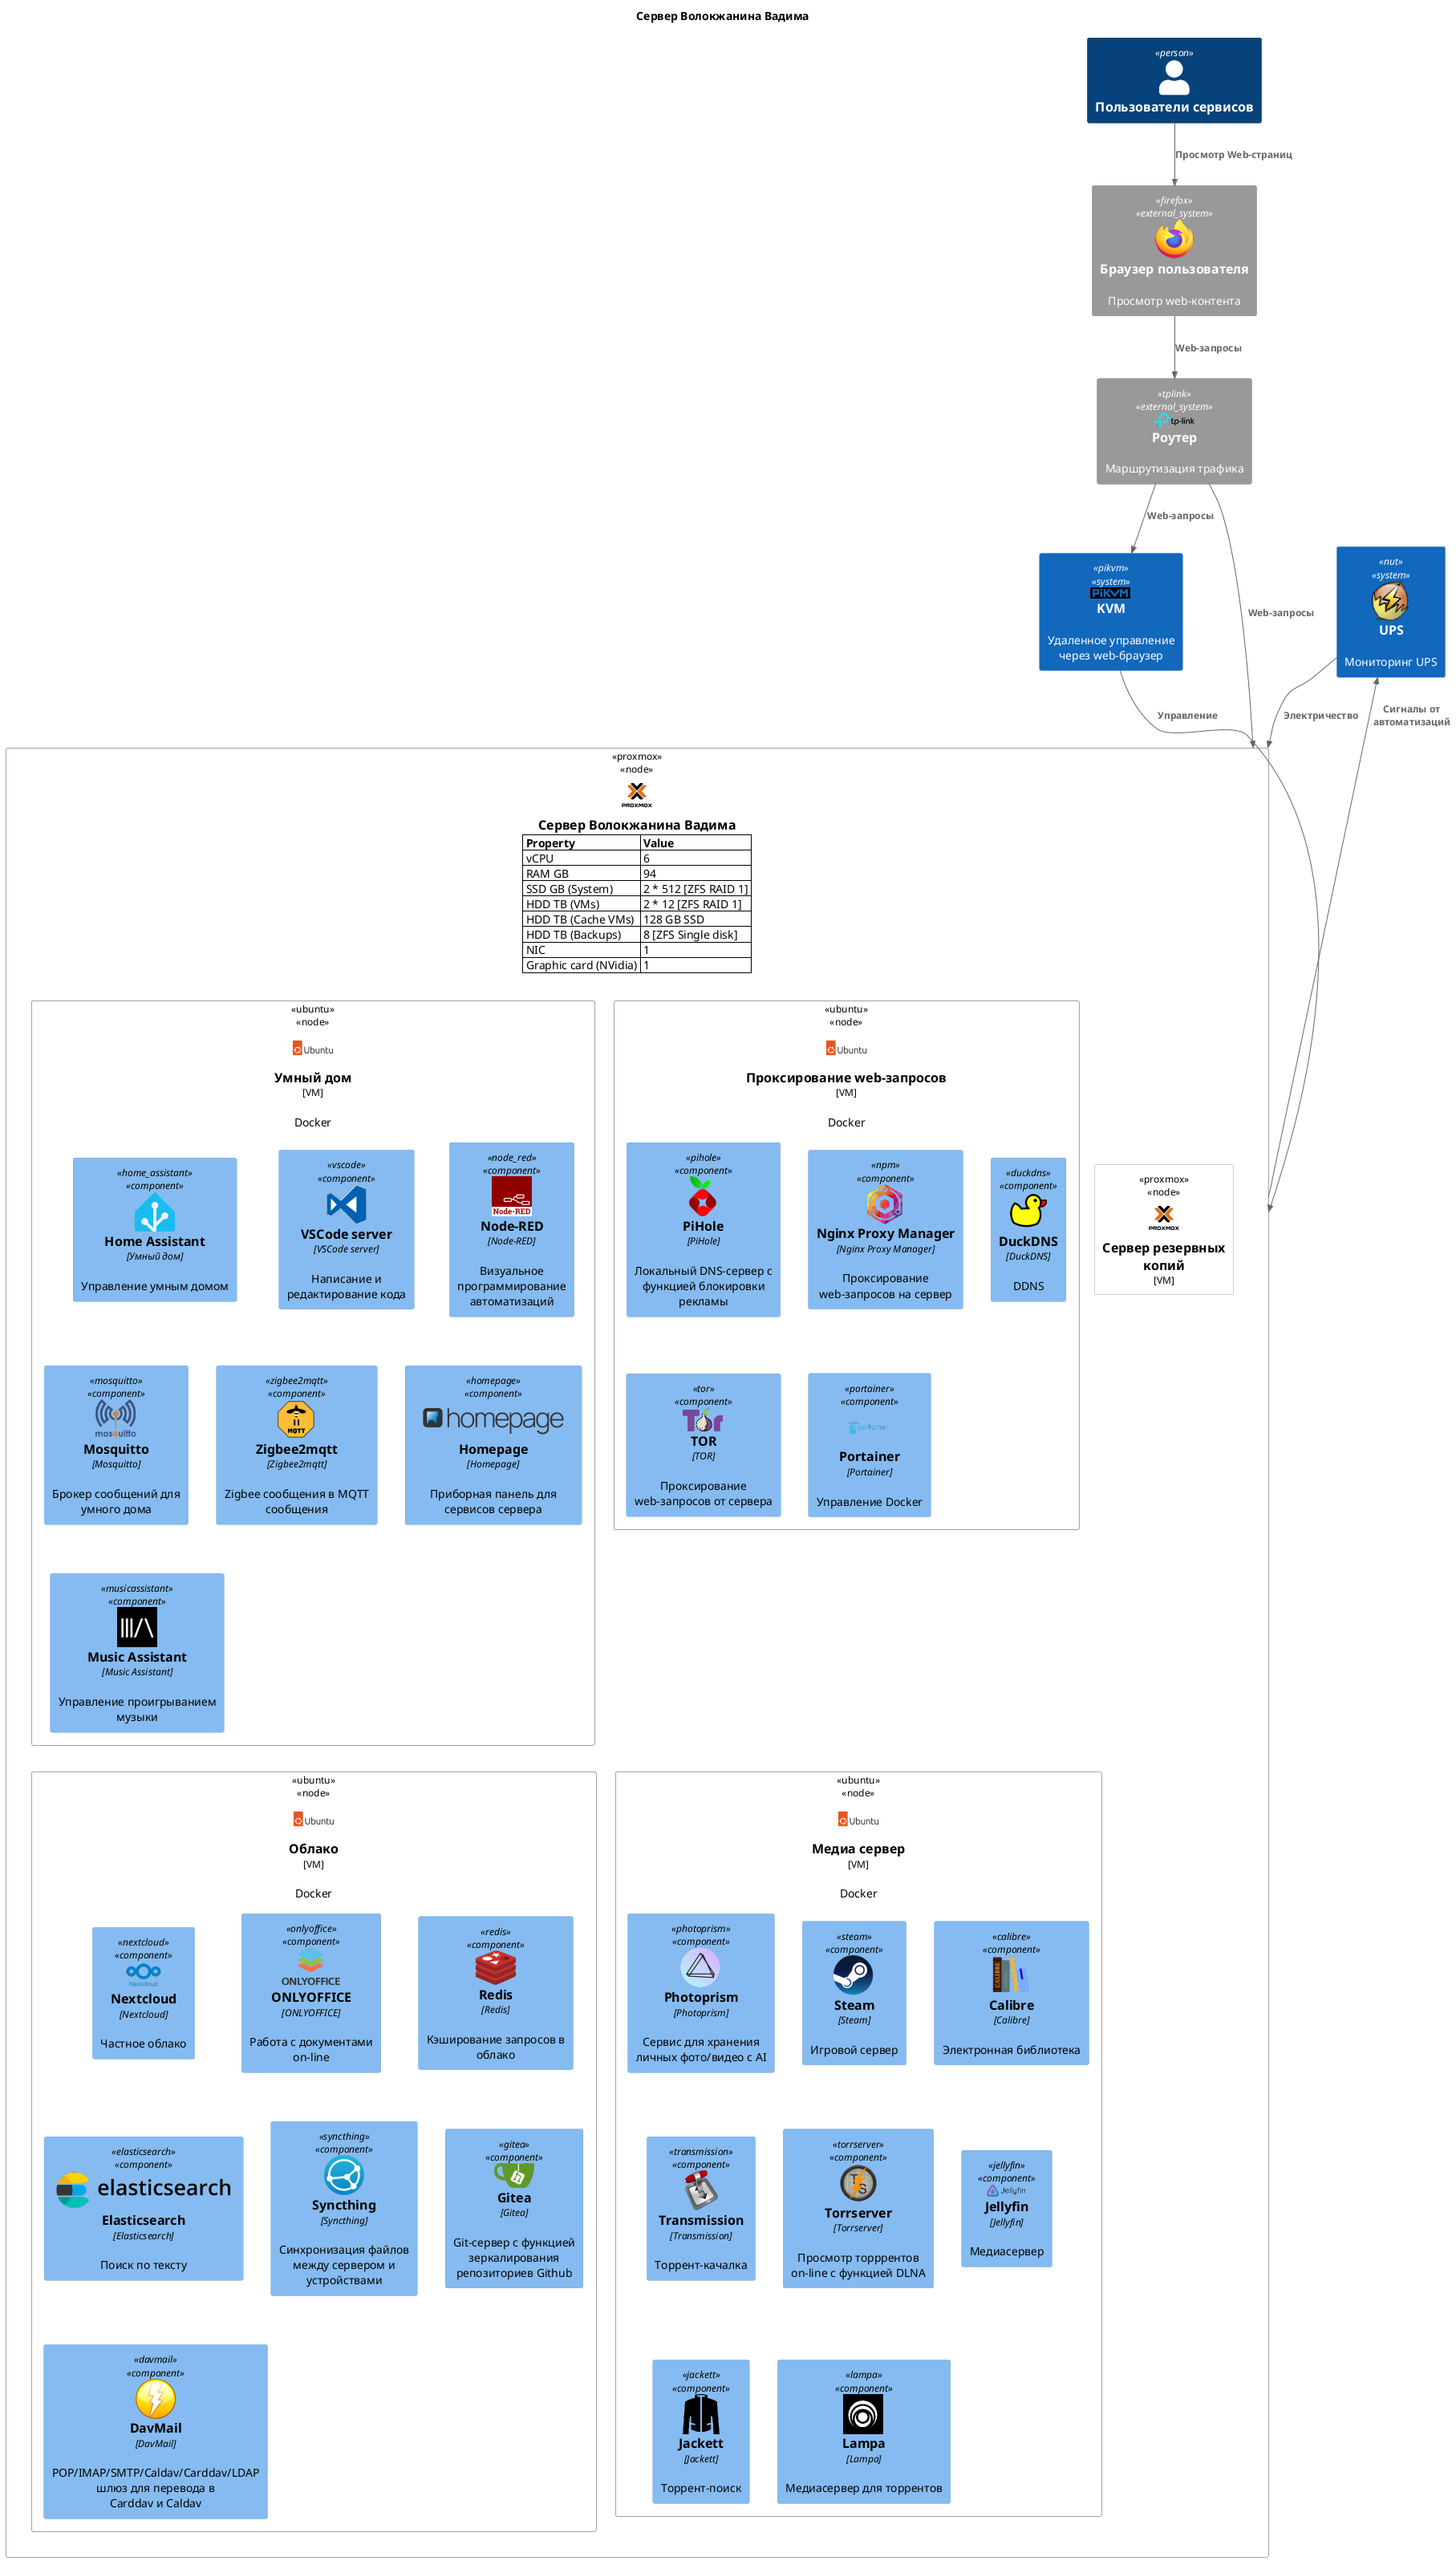 Сервер Волокжанина Вадима
«person»
Пользователи сервисов
Просмотр Web-страниц
«firefox»
«external_system»
Браузер пользователя
Просмотр web-контента
Web-запросы
«tplink»
«external_system»
tp-link
Роутер
Маршрутизация трафика
Web-запросы
«pikvm»
«system»
PiKVM
KVM
Удаленное управление
через web-браузер
Web-запросы
«nut»
«system»
UPS
Мониторинг UPS
Управление
Электричество
Сигналы от
автоматизаций
«proxmox»
«node»
PROXMOX
Сервер Волокжанина Вадима
Property Value
vCPU 6
RAM GB 94
SSD GB (System) 2 * 512 [ZFS RAID 1]
HDD TB (VMs) 2 * 12 [ZFS RAID 1]
HDD TB (Cache VMs) 128 GB SSD
HDD TB (Backups) 8 [ZFS Single disk]
NIC 1
Graphic card (NVidia) 1
«ubuntu»
«node»
Ubuntu
Умный дом
[VM]
Docker
«home_assistant»
«component»
Home Assistant
[Умный дом]
Управление умным домом
«vscode»
«component»
VSCode server
[VSCode server]
Написание и
редактирование кода
«node_red»
«component»
Node-RED
Node-RED
[Node-RED]
Визуальное
программирование
автоматизаций
«mosquitto»
«component»
mosquitto
Mosquitto
[Mosquitto]
Брокер сообщений для
умного дома
«zigbee2mqtt»
«component»
MQTT
Zigbee2mqtt
[Zigbee2mqtt]
Zigbee сообщения в MQTT
сообщения
«homepage»
«component»
homepage
Homepage
[Homepage]
Приборная панель для
сервисов сервера
«musicassistant»
«component»
Music Assistant
[Music Assistant]
Управление проигрыванием
музыки
«ubuntu»
«node»
Ubuntu
Проксирование web-запросов
[VM]
Docker
«pihole»
«component»
PiHole
[PiHole]
Локальный DNS-сервер с
функцией блокировки
рекламы
«npm»
«component»
Nginx Proxy Manager
[Nginx Proxy Manager]
Проксирование
web-запросов на сервер
«duckdns»
«component»
DuckDNS
[DuckDNS]
DDNS
«tor»
«component»
Tor
TOR
[TOR]
Проксирование
web-запросов от сервера
«portainer»
«component»
portainer
Portainer
[Portainer]
Управление Docker
«proxmox»
«node»
PROXMOX
Сервер резервных
копий
[VM]
«ubuntu»
«node»
Ubuntu
Облако
[VM]
Docker
«nextcloud»
«component»
Nextcloud
Nextcloud
[Nextcloud]
Частное облако
«onlyoffice»
«component»
ONLYOFFICE
ONLYOFFICE
[ONLYOFFICE]
Работа с документами
on-line
«redis»
«component»
Redis
[Redis]
Кэширование запросов в
облако
«elasticsearch»
«component»
elasticsearch
Elasticsearch
[Elasticsearch]
Поиск по тексту
«syncthing»
«component»
Syncthing
[Syncthing]
Синхронизация файлов
между сервером и
устройствами
«gitea»
«component»
Gitea
[Gitea]
Git-сервер с функцией
зеркалирования
репозиториев Github
«davmail»
«component»
DavMail
[DavMail]
POP/IMAP/SMTP/Caldav/Carddav/LDAP
шлюз для перевода в
Carddav и Caldav
«ubuntu»
«node»
Ubuntu
Медиа сервер
[VM]
Docker
«photoprism»
«component»
Photoprism
[Photoprism]
Сервис для хранения
личных фото/видео с AI
«steam»
«component»
Steam
[Steam]
Игровой сервер
«calibre»
«component»
CALIBRE
Calibre
[Calibre]
Электронная библиотека
«transmission»
«component»
Transmission
[Transmission]
Торрент-качалка
«torrserver»
«component»
TS
Torrserver
[Torrserver]
Просмотр торррентов
on-line с функцией DLNA
«jellyfin»
«component»
Jellyfin
Jellyfin
[Jellyfin]
Медиасервер
«jackett»
«component»
Jackett
[Jackett]
Торрент-поиск
«lampa»
«component»
Lampa
[Lampa]
Медиасервер для торрентов